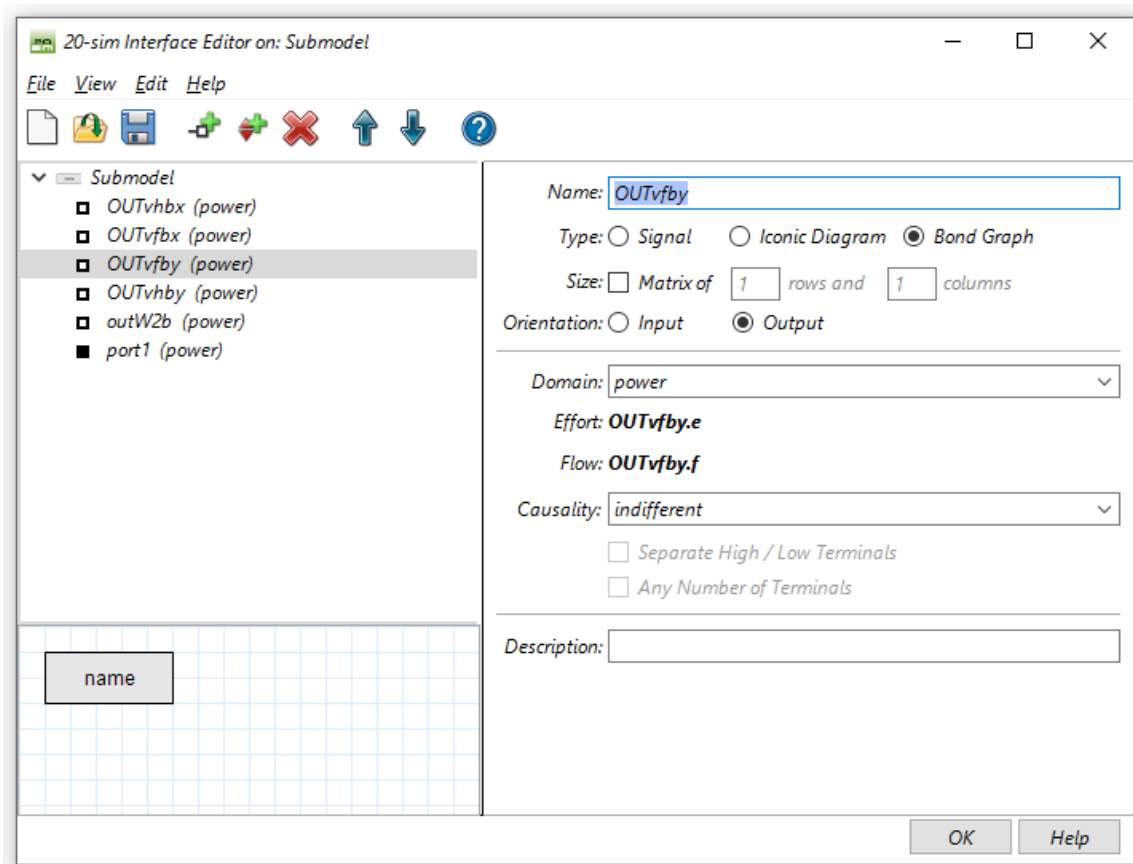 20-sim Interface Editor on: Submodel
File View Edit Help
Submodel
OUTvhbx (power)
OUTvfbx (power)
OUTvfby (power)
OUTvhby (power)
outW2b (power)
port1 (power)
name
Name: OUTvfby
Type: Signal Iconic Diagram Bond Graph
Size: Matrix of 1 rows and 1 columns
Orientation: Input Output
Domain: power
Effort: OUTvfby.e
Flow: OUTvfby.f
Causality: indifferent
Separate High / Low Terminals
Any Number of Terminals
Description:
OK Help